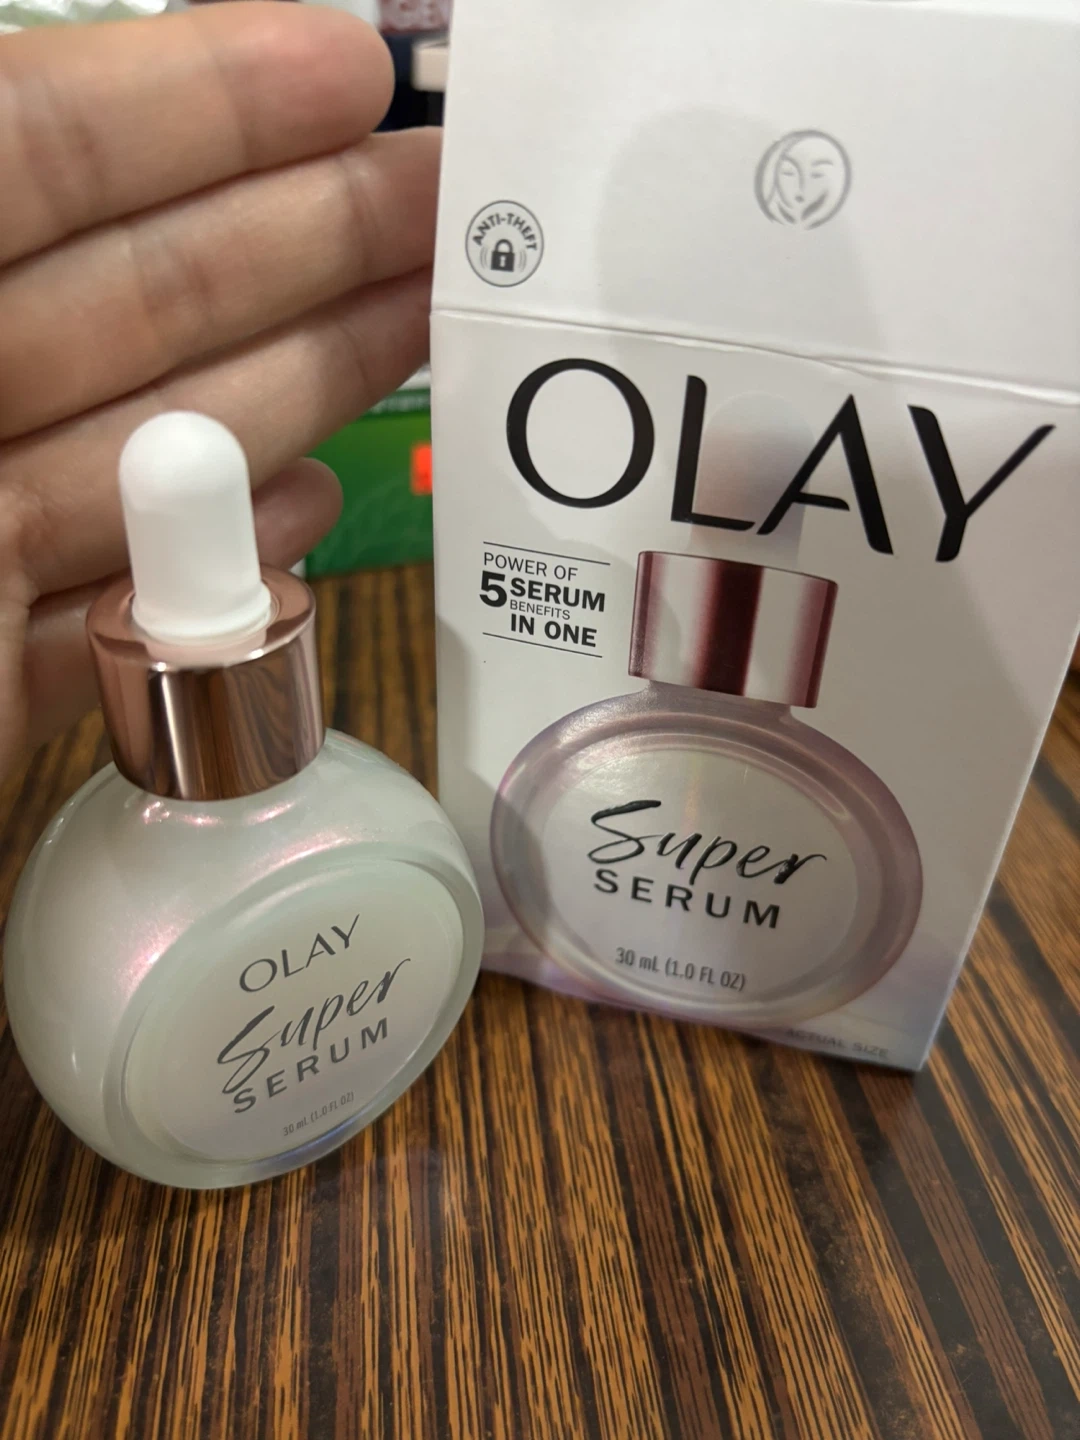 ANTI-THEFT
OLAY
POWER OF
5 SERUM
BENEFITS
IN ONE
Super
SERUM
30 mL (1.0 FL OZ)
ACTUAL SIZE
OLAY
Super
SERUM
30 mL (1.0 FL OZ)